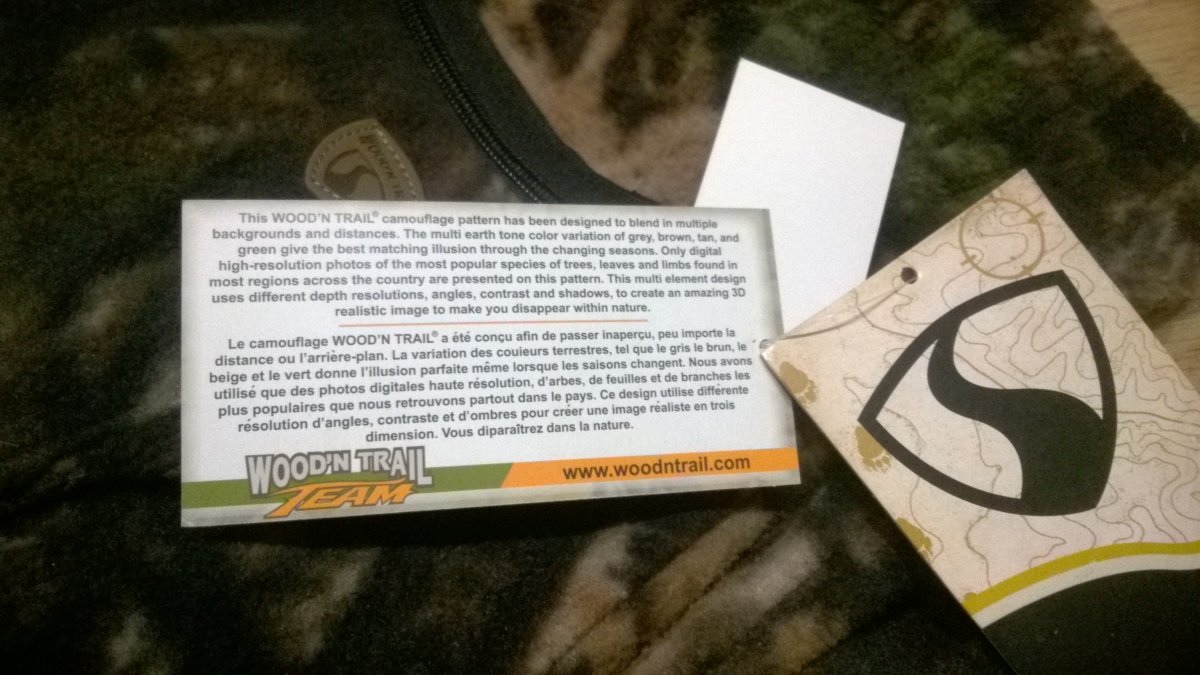 This WOOD'N TRAIL® camouflage pattern has been designed to blend in multiple
backgrounds and distances. The multi earth tone color variation of grey, brown, tan, and
green give the best matching illusion through the changing seasons. Only digital
high-resolution photos of the most popular species of trees, leaves and limbs found in
most regions across the country are presented on this pattern. This multi element design
uses different depth resolutions, angles, contrast and shadows, to create an amazing 3D
realistic image to make you disappear within nature.
Le camouflage WOOD'N TRAIL® a été conçu afin de passer inaperçu, peu importe la
distance ou l'arrière-plan. La variation des couieurs terrestres, tel que le gris le brun, le
beige et le vert donne l'illusion parfaite même lorsque les saisons changent. Nous avons
utilisé que des photos digitales haute résolution, d'arbes, de feuilles et de branches les
plus populaires que nous retrouvons partout dans le pays. Ce design utilise différente
résolution d'angles, contraste et d'ombres pour créer une image réaliste en trois
dimension. Vous diparaîtrez dans la nature.
WOOD'N TRAIL
TEAM
www.woodntrail.com